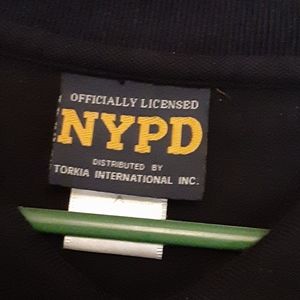 OFFICIALLY LICENSED
NYPD
DISTRIBUTED BY
TORKIA INTERNATIONAL INC.